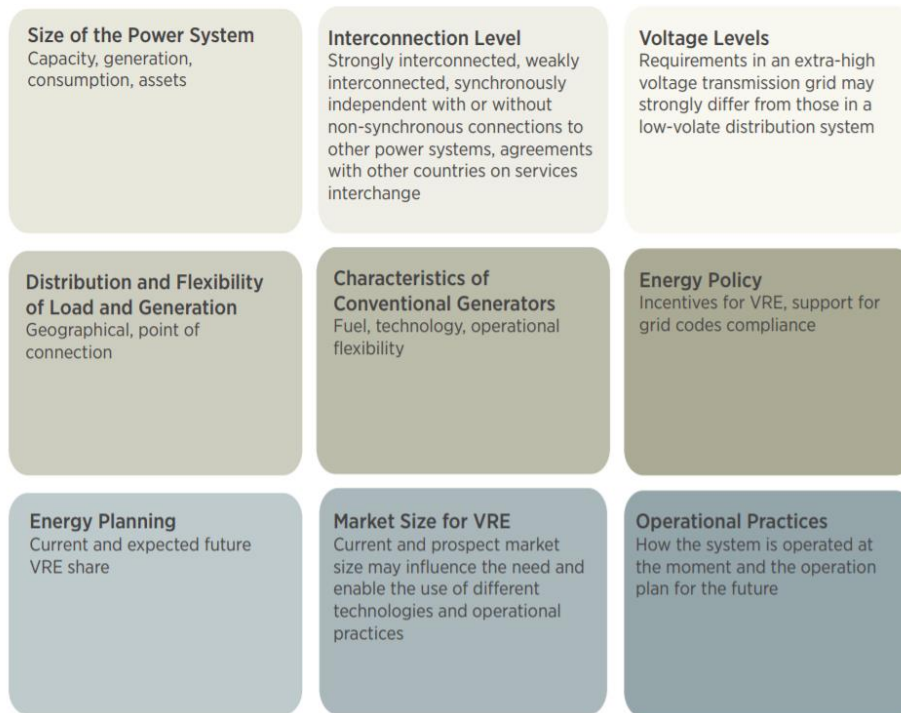 Size of the Power System
Capacity, generation,
consumption, assets
Interconnection Level
Strongly interconnected, weakly
interconnected, synchronously
independent with or without
non-synchronous connections to
other power systems, agreements
with other countries on services
interchange
Voltage Levels
Requirements in an extra-high
voltage transmission grid may
strongly differ from those in a
low-volate distribution system
Distribution and Flexibility
of Load and Generation
Geographical, point of
connection
Characteristics of
Conventional Generators
Fuel, technology, operational
flexibility
Energy Policy
Incentives for VRE, support for
grid codes compliance
Energy Planning
Current and expected future
VRE share
Market Size for VRE
Current and prospect market
size may influence the need and
enable the use of different
technologies and operational
practices
Operational Practices
How the system is operated at
the moment and the operation
plan for the future